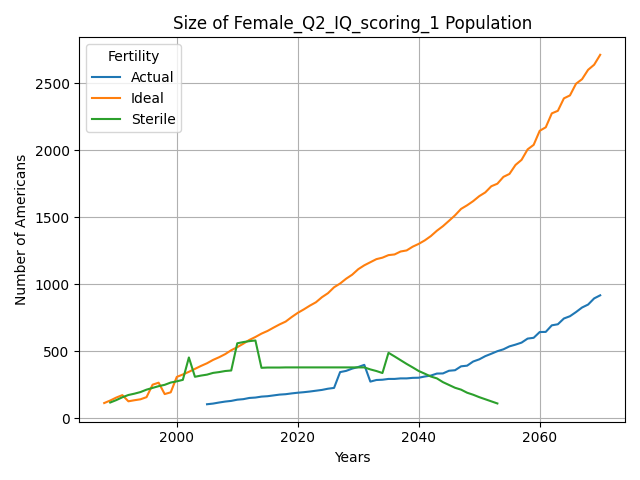 Size of Female_Q2_IQ_scoring_1 Population
Fertility
Actual
Ideal
Sterile
Number of Americans
2500
2000
1500
1000
500
0
2000
2020
2040
2060
Years